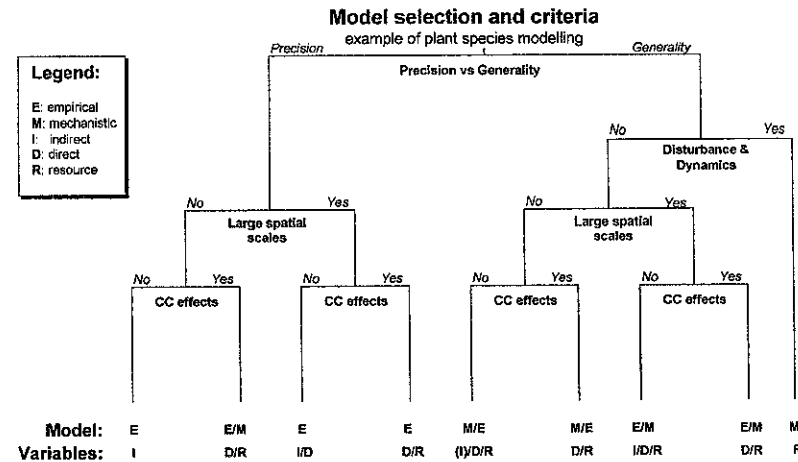 Model selection and criteria
example of plant species modelling
Precision
Generality
Precision vs Generality
Legend:
E: empirical
M: mechanistic
I: indirect
D: direct
R: resource
No
Yes
Disturbance &
Dynamics
No
Yes
Large spatial
scales
No
Yes
Large spatial
scales
No
Yes
CC effects
No
Yes
CC effects
No
Yes
CC effects
No
Yes
CC effects
Model: E E/M E E M/E M/E E/M E/M M
Variables: I D/R I/D D/R (I)/D/R D/R I/D/R D/R